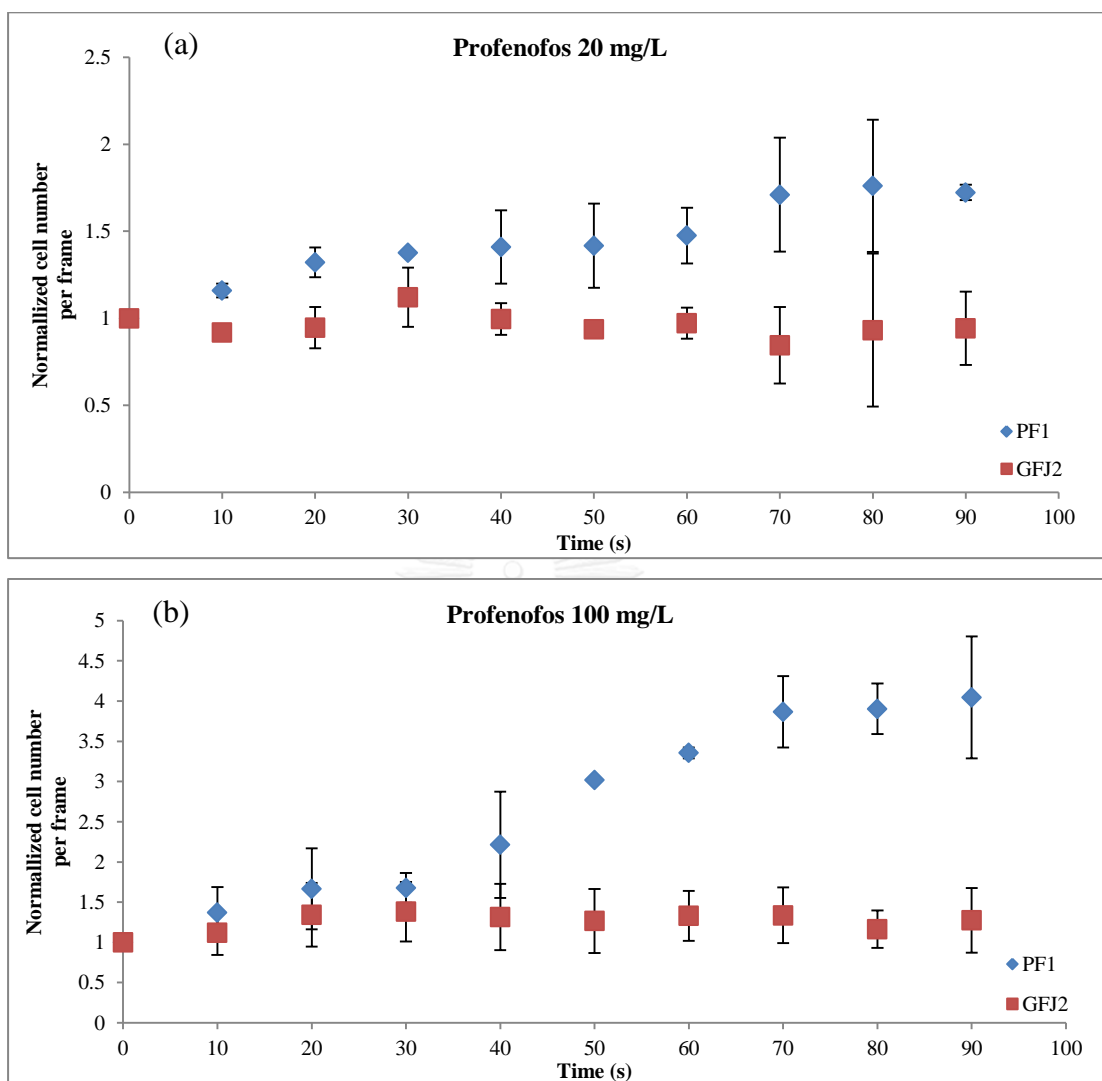 (a)
Profenofos 20 mg/L
2.5
2
1.5
1
0.5
0
Normallized cell number
per frame
0 10 20 30 40 50 60 70 80 90 100
Time (s)
PF1
GFJ2
(b)
Profenofos 100 mg/L
5
4.5
4
3.5
3
2.5
2
1.5
1
0.5
0
Normallized cell number
per frame
0 10 20 30 40 50 60 70 80 90 100
Time (s)
PF1
GFJ2